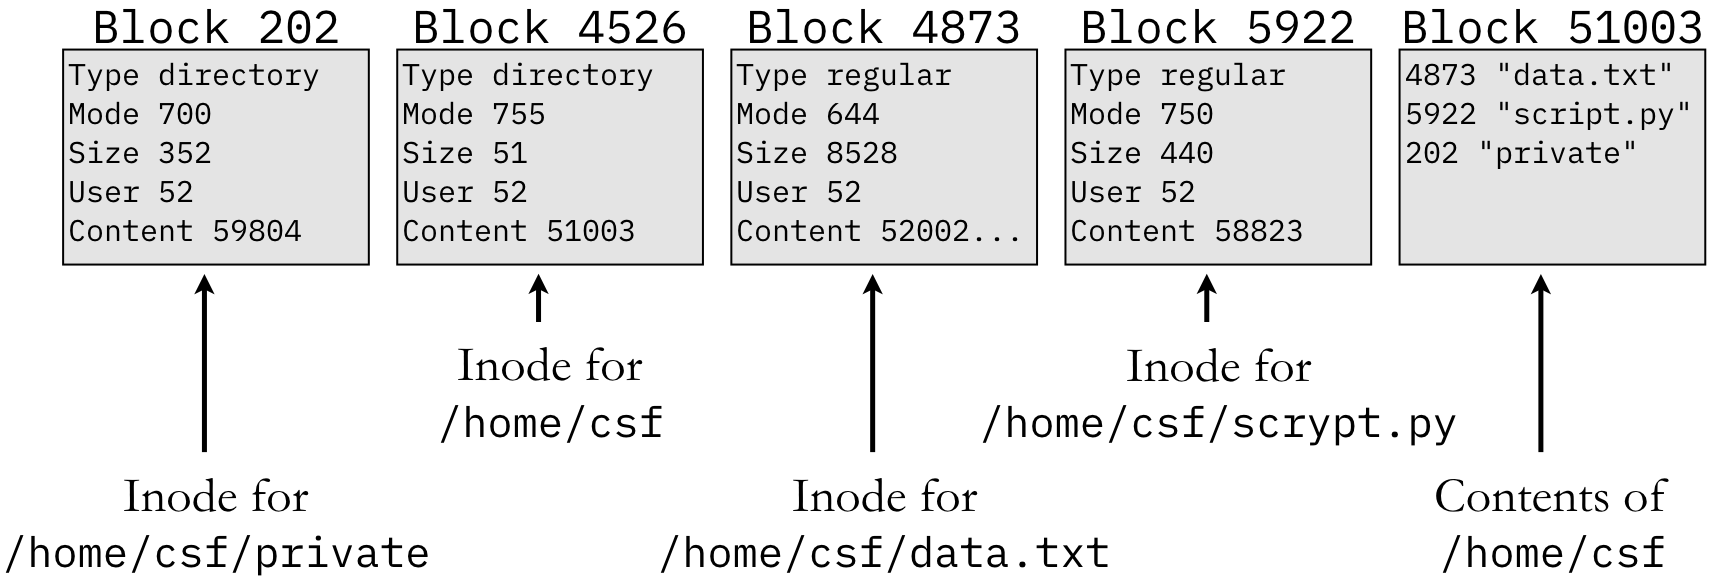 Block 202
Type directory
Mode 700
Size 352
User 52
Content 59804
Block 4526
Type directory
Mode 755
Size 51
User 52
Content 51003
Block 4873
Type regular
Mode 644
Size 8528
User 52
Content 52002...
Block 5922
Type regular
Mode 750
Size 440
User 52
Content 58823
Block 51003
4873 "data.txt"
5922 "script.py"
202 "private"
Inode for
/home/csf
Inode for
/home/csf/scrypt.py
Inode for
/home/csf/private
Inode for
/home/csf/data.txt
Contents of
/home/csf